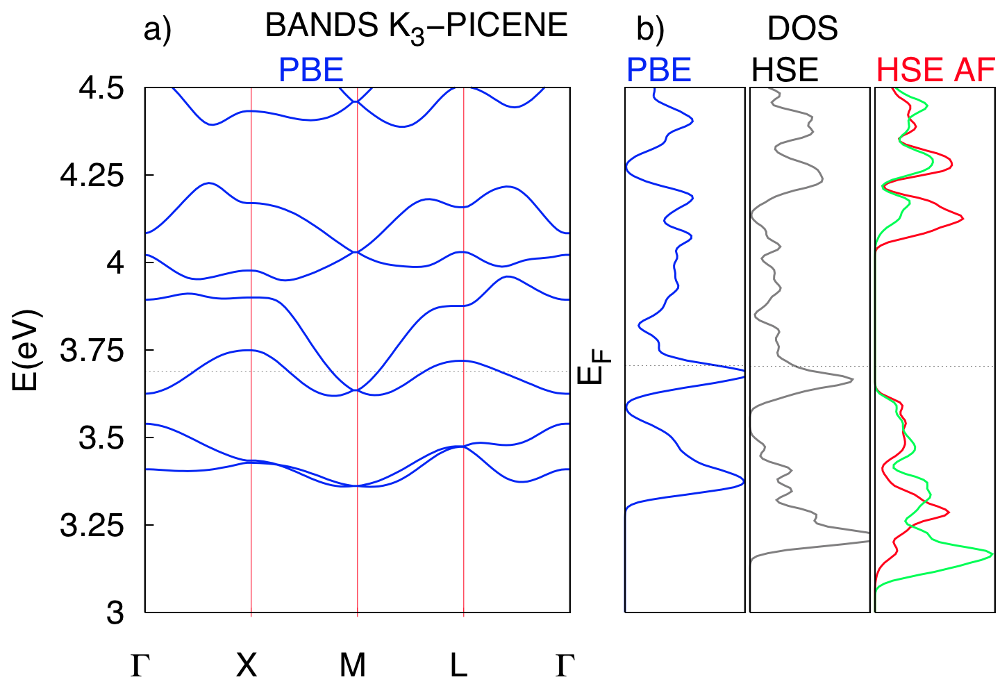 a) BANDS K3−PICENE b) DOS
PBE PBE HSE HSE AF
4.5
4.25
4
3.75
3.5
3.25
3
E(eV)
EF
Γ X M L Γ